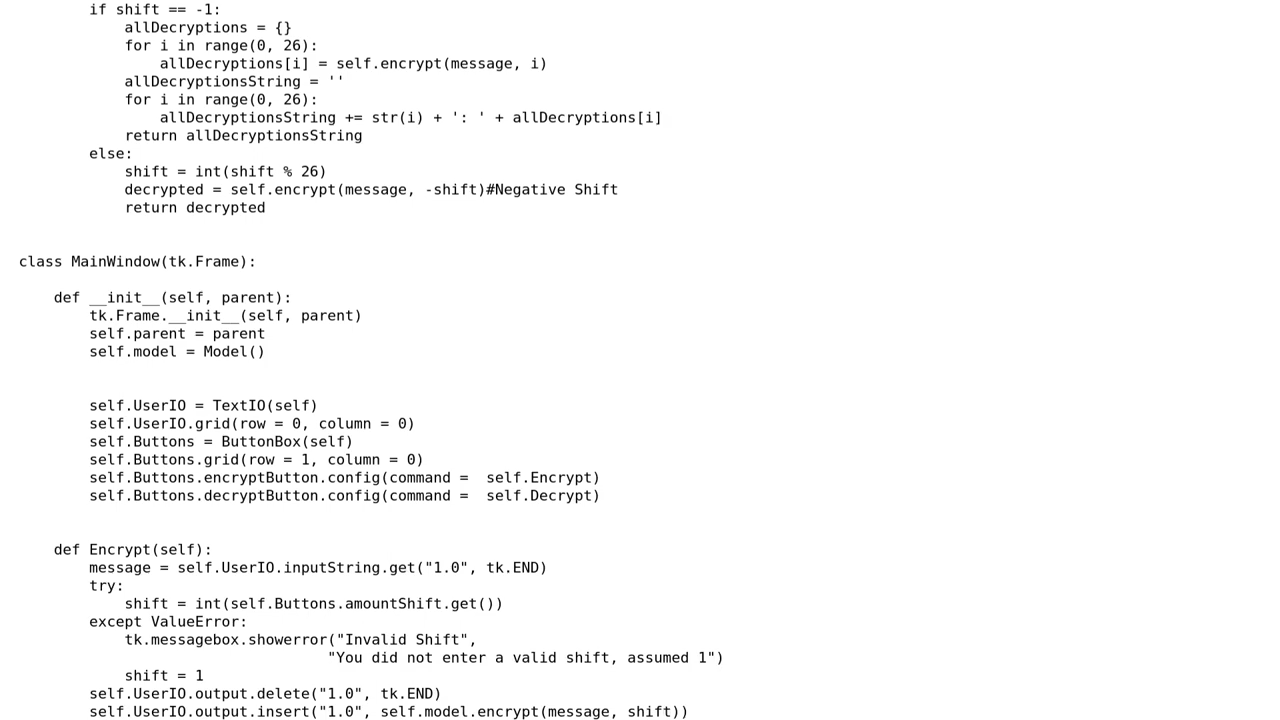 if shift == -1:
            allDecryptions = {}
            for i in range(0, 26):
                allDecryptions[i] = self.encrypt(message, i)
            allDecryptionsString = ''
            for i in range(0, 26):
                allDecryptionsString += str(i) + ': ' + allDecryptions[i]
            return allDecryptionsString
        else:
            shift = int(shift % 26)
            decrypted = self.encrypt(message, -shift)#Negative Shift
            return decrypted


class MainWindow(tk.Frame):

    def __init__(self, parent):
        tk.Frame.__init__(self, parent)
        self.parent = parent
        self.model = Model()


        self.UserIO = TextIO(self)
        self.UserIO.grid(row = 0, column = 0)
        self.Buttons = ButtonBox(self)
        self.Buttons.grid(row = 1, column = 0)
        self.Buttons.encryptButton.config(command =  self.Encrypt)
        self.Buttons.decryptButton.config(command =  self.Decrypt)


    def Encrypt(self):
        message = self.UserIO.inputString.get("1.0", tk.END)
        try:
            shift = int(self.Buttons.amountShift.get())
        except ValueError:
            tk.messagebox.showerror("Invalid Shift",
                                   "You did not enter a valid shift, assumed 1")
            shift = 1
        self.UserIO.output.delete("1.0", tk.END)
        self.UserIO.output.insert("1.0", self.model.encrypt(message, shift))